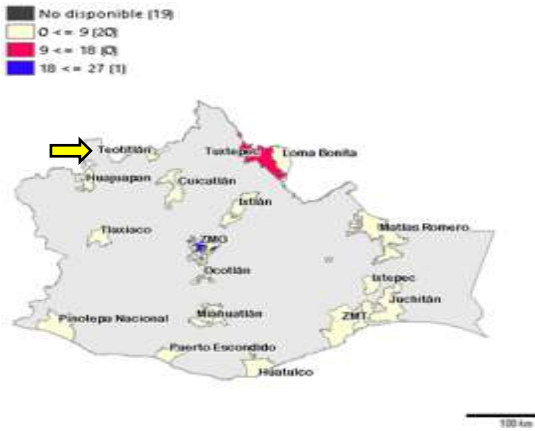 No disponible (19)
0 <= 9 (20)
9 <= 18 (0)
18 <= 27 (1)
Teotitlán
Tuxtepec
Loma Bonita
Huajuapan
Cuicatlán
Ixtlán
Tlaxiaco
ZMO
Matías Romero
Ocotlán
Ixtepec
Juchitán
Pinotepa Nacional
Miahuatlán
ZMT
Puerto Escondido
Huatulco
100 km